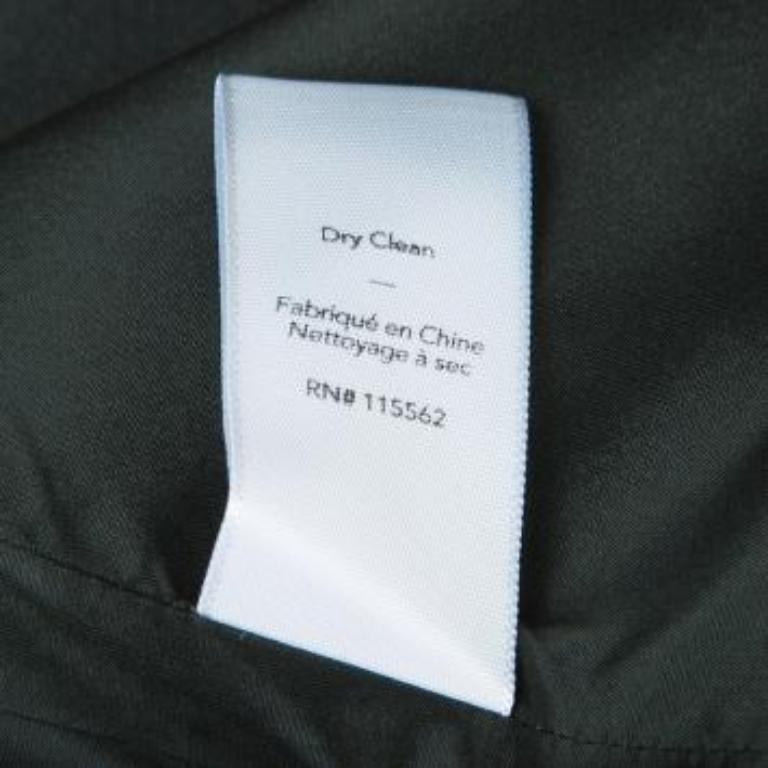 Dry Clean
—
Fabriqué en Chine
Nettoyage à sec
RN# 115562